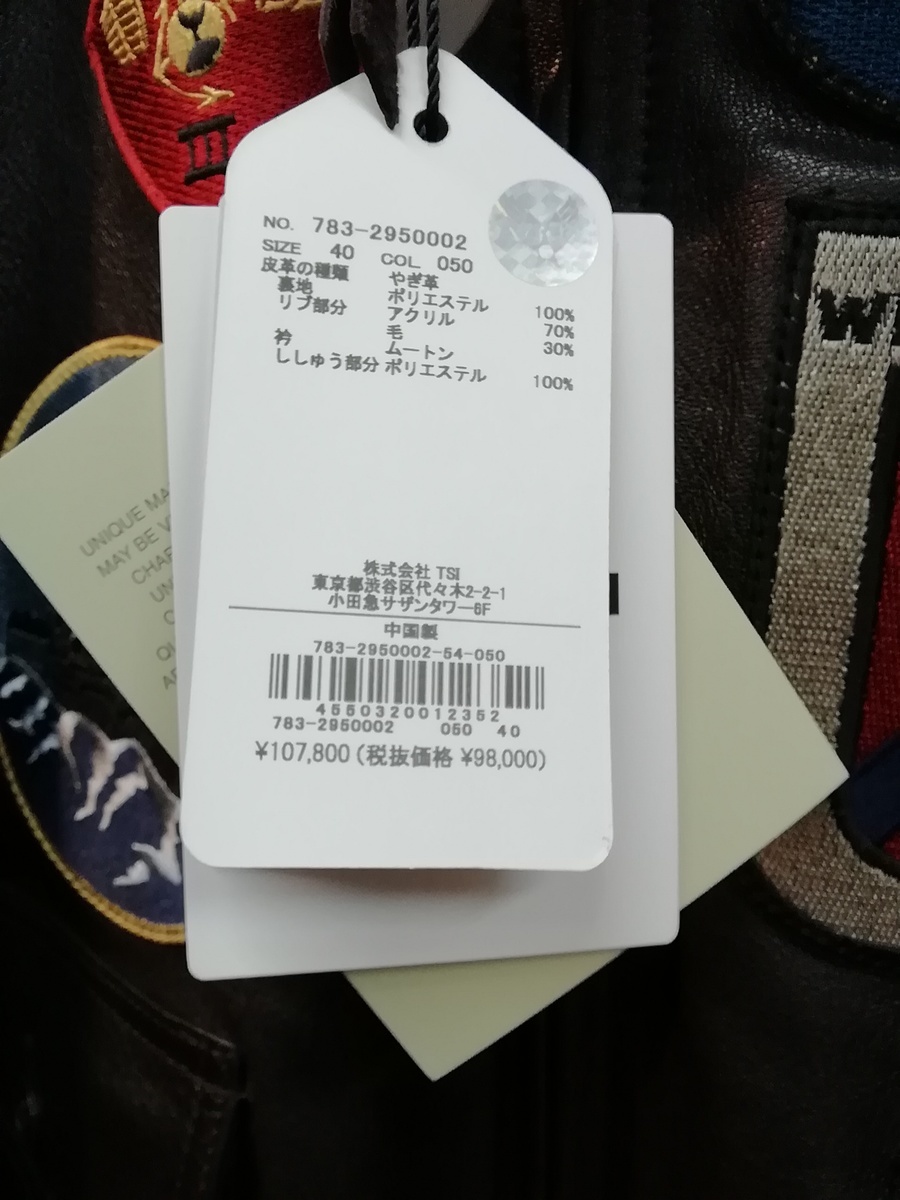 III
NO. 783-2950002
SIZE 40 COL 050
皮革の種類 やぎ革
裏地 ポリエステル 100%
リブ部分 アクリル 70%
毛 30%
衿 ムートン
ししゅう部分 ポリエステル 100%
株式会社 TSI
東京都渋谷区代々木2-2-1
小田急サザンタワー6F
中国製
783-2950002-54-050
4550320012352
783-2950002 050 40
¥107,800 (税抜価格 ¥98,000)
UNIQUE
MAY BE
W